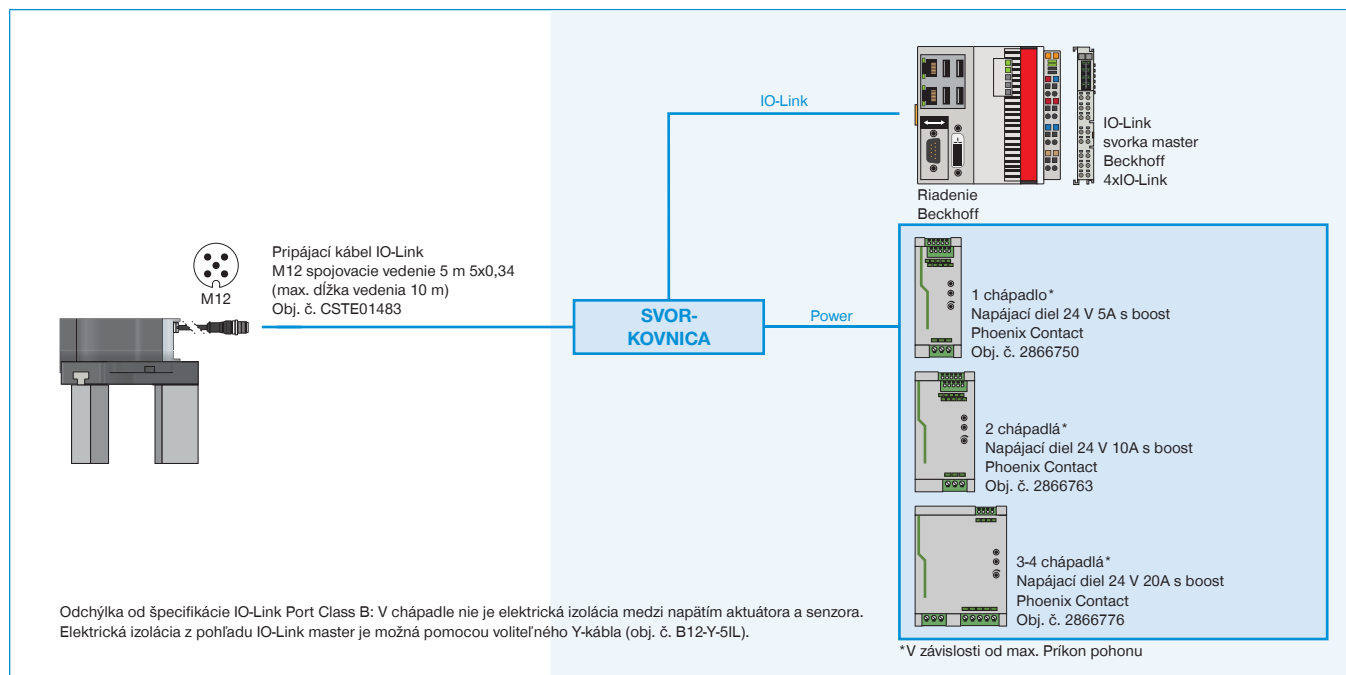 IO-Link
IO-Link
svorka master
Beckhoff
4xIO-Link
Riadenie
Beckhoff
M12
Pripájací kábel IO-Link
M12 spojovacie vedenie 5 m 5x0,34
(max. dĺžka vedenia 10 m)
Obj. č. CSTE01483
SVOR-
KOVNICA
Power
1 chápadlo*
Napájací diel 24 V 5A s boost
Phoenix Contact
Obj. č. 2866750
2 chápadlá*
Napájací diel 24 V 10A s boost
Phoenix Contact
Obj. č. 2866763
3-4 chápadlá*
Napájací diel 24 V 20A s boost
Phoenix Contact
Obj. č. 2866776
*V závislosti od max. Príkon pohonu
Odchýlka od špecifikácie IO-Link Port Class B: V chápadle nie je elektrická izolácia medzi napätím aktuátora a senzora.
Elektrická izolácia z pohľadu IO-Link master je možná pomocou voliteľného Y-kábla (obj. č. B12-Y-5IL).